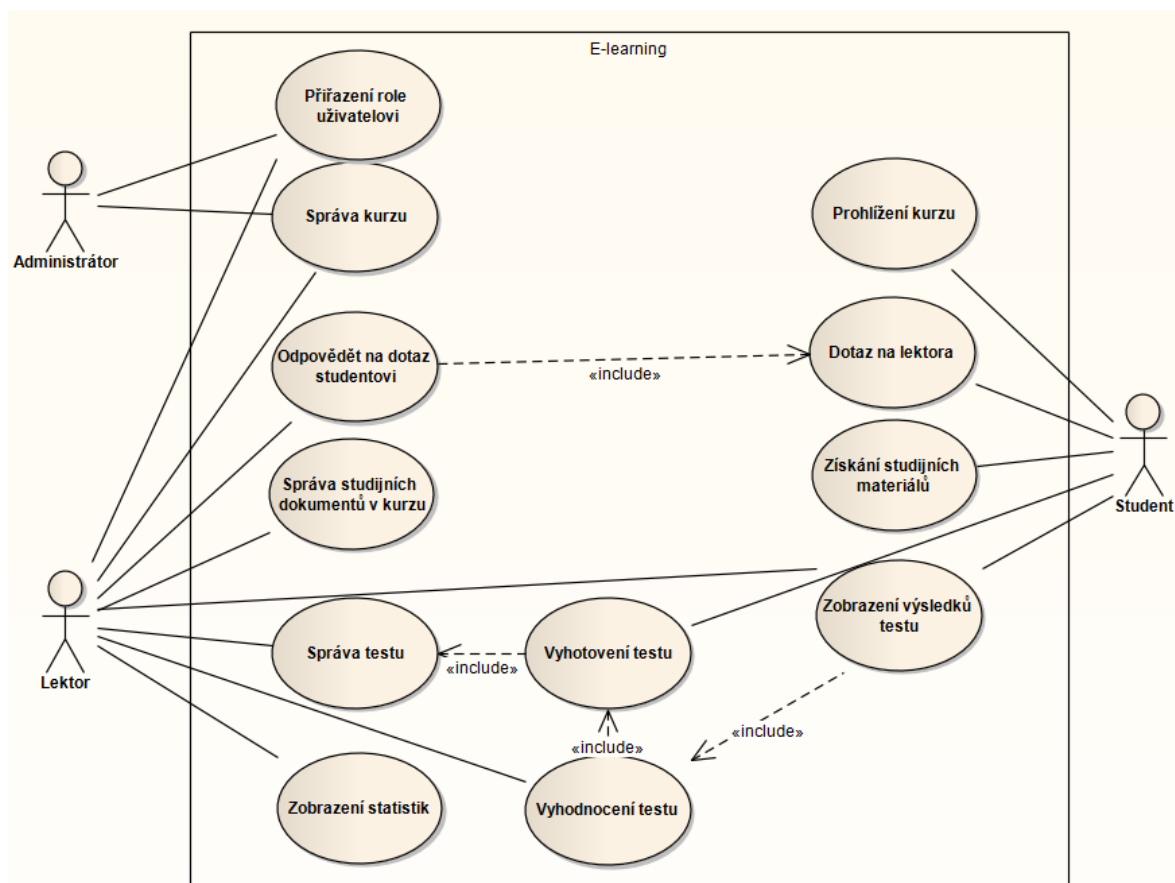 E-learning
Přiřazení role
uživatelovi
Správa kurzu
Prohlížení kurzu
Administrátor
Odpovědět na dotaz
studentovi
«include»
Dotaz na lektora
Správa studijních
dokumentů v kurzu
Získání studijních
materiálů
Student
Lektor
Správa testu
«include»
Vyhotovení testu
Zobrazení výsledků
testu
«include»
«include»
Zobrazení statistik
Vyhodnocení testu